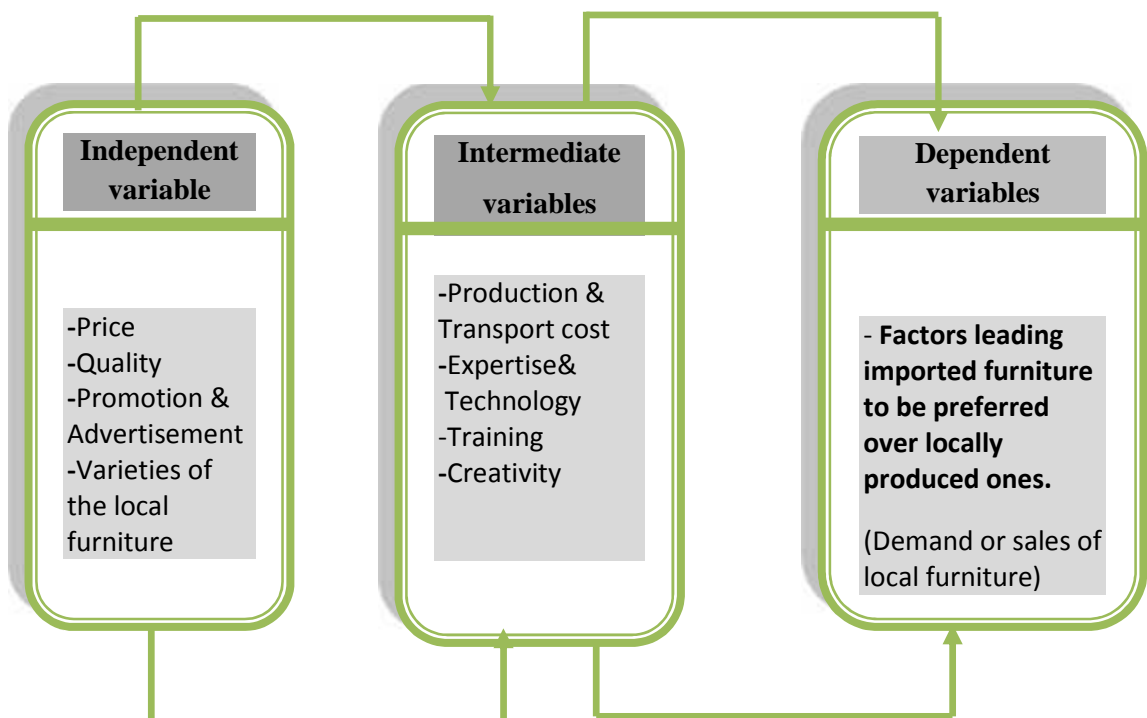 Independent
variable
-Price
-Quality
-Promotion &
Advertisement
-Varieties of
the local
furniture
Intermediate
variables
-Production &
Transport cost
-Expertise&
Technology
-Training
-Creativity
Dependent
variables
- Factors leading
imported furniture
to be preferred
over locally
produced ones.
(Demand or sales of
local furniture)